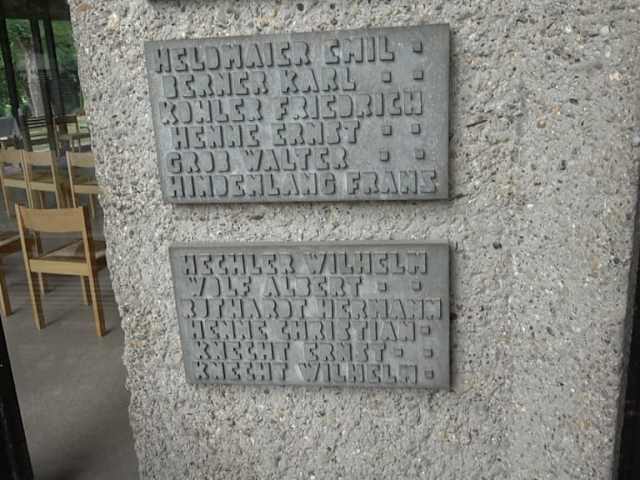 HELDMAIER EMIL ·
BERNER KARL · ·
KOHLER FRIEDRICH
HENNE ERNST · ·
GROB WALTER · ·
HINDENLANG FRANS
HECHLER WILHELM
WOLF ALBERT · ·
RUTHARDT HERMANN
HENNE CHRISTIAN ·
KNECHT ERNST · ·
KNECHT WILHELM ·